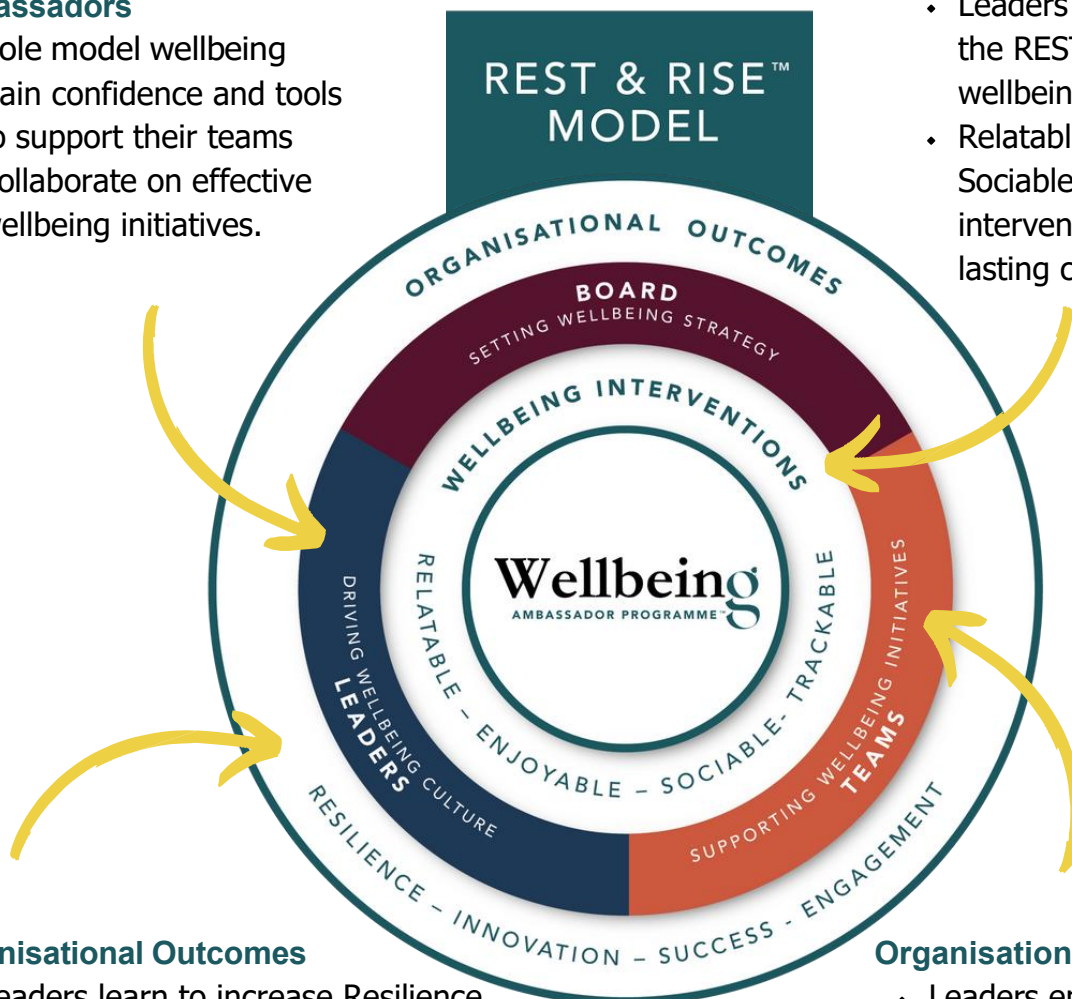 assadors
ole model wellbeing
ain confidence and tools
o support their teams
ollaborate on effective
wellbeing initiatives.
REST & RISE™
MODEL
Leaders
the REST
wellbein
Relatabl
Sociable
interven
lasting c
ORGANISATIONAL OUTCOMES
BOARD
SETTING WELLBEING STRATEGY
WELLBEING INTERVENTIONS
Wellbeing
AMBASSADOR PROGRAMME™
RELATABLE – ENJOYABLE – SOCIABLE- TRACKABLE
DRIVING WELLBEING CULTURE
LEADERS
SUPPORTING WELLBEING INITIATIVES
TEAMS
RESILIENCE – INNOVATION – SUCCESS - ENGAGEMENT
nisational Outcomes
eaders learn to increase Resilience
Organisation
Leaders en